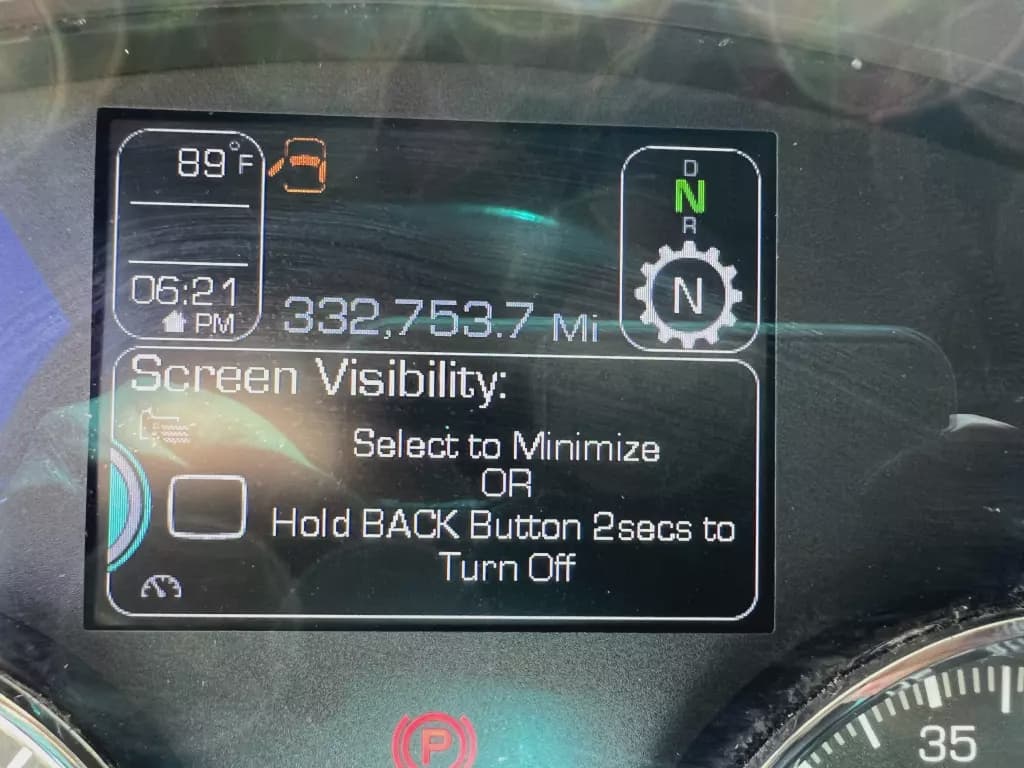 89°F
D
N
R
N
06:21
PM
332,753.7 Mi
Screen Visibility:
Select to Minimize
OR
Hold BACK Button 2secs to
Turn Off
P
35